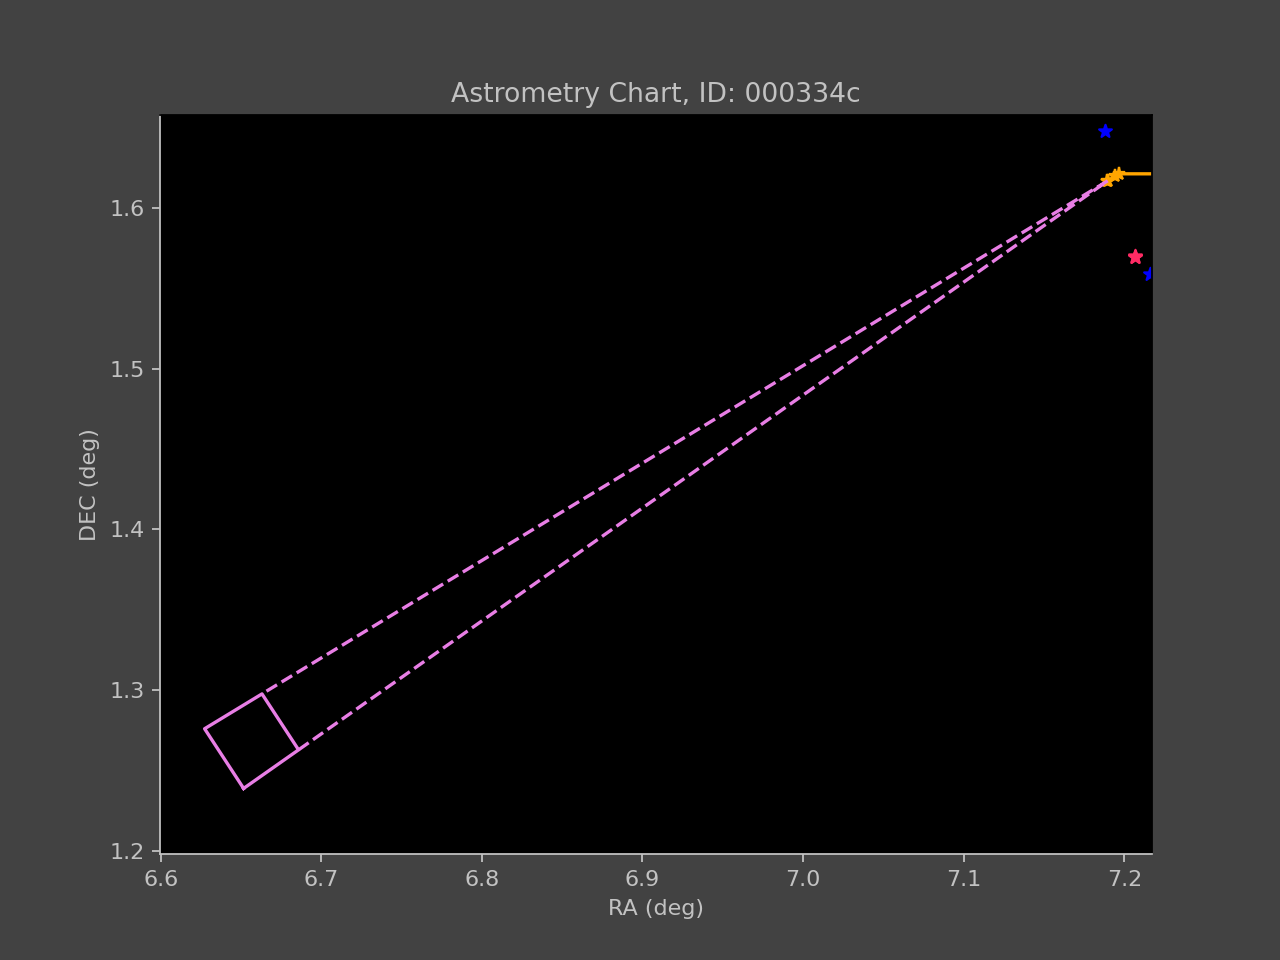 Astrometry Chart, ID: 000334c
1.6
1.5
1.4
1.3
1.2
DEC (deg)
6.6 6.7 6.8 6.9 7.0 7.1 7.2
RA (deg)